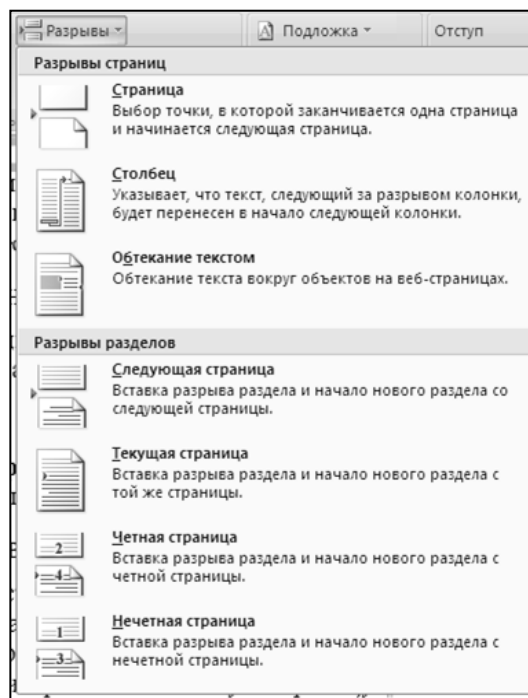 Разрывы Подложка Отступ
Разрывы страниц
Страница
Выбор точки, в которой заканчивается одна страница
и начинается следующая страница.
Столбец
Указывает, что текст, следующий за разрывом колонки,
будет перенесен в начало следующей колонки.
Обтекание текстом
Обтекание текста вокруг объектов на веб-страницах.
Разрывы разделов
Следующая страница
Вставка разрыва раздела и начало нового раздела со
следующей страницы.
Текущая страница
Вставка разрыва раздела и начало нового раздела с
той же страницы.
Четная страница
2
Вставка разрыва раздела и начало нового раздела с
4
четной страницы.
Нечетная страница
1
Вставка разрыва раздела и начало нового раздела с
3
нечетной страницы.